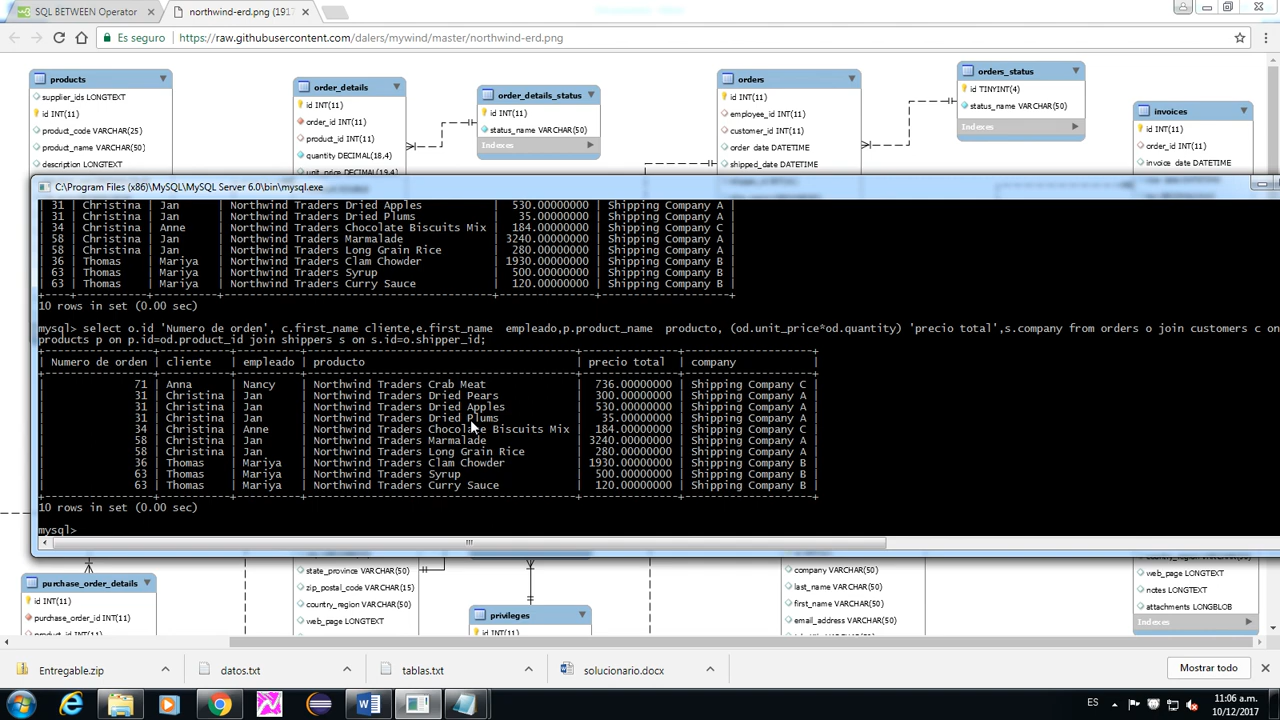 SQL BETWEEN Operator
northwind-erd.png (191
Es seguro
https://raw.githubusercontent.com/dalers/mywind/master/northwind-erd.png
products
supplier_ids LONGTEXT
id INT(11)
product_code VARCHAR(25)
product_name VARCHAR(50)
description LONGTEXT
order_details
id INT(11)
order_id INT(11)
product_id INT(11)
quantity DECIMAL(18,4)
unit_price DECIMAL(19,4)
order_details_status
id INT(11)
status_name VARCHAR(50)
Indexes
orders
id INT(11)
employee_id INT(11)
customer_id INT(11)
order_date DATETIME
shipped_date DATETIME
orders_status
id TINYINT(4)
status_name VARCHAR(50)
Indexes
invoices
id INT(11)
order_id INT(11)
invoice_date DATETIME
C:\Program Files (x86)\MySQL\MySQL Server 6.0\bin\mysql.exe
| 31 | Christina | Jan | Northwind Traders Dried Apples | 530.00000000 | Shipping Company A |
| 31 | Christina | Jan | Northwind Traders Dried Plums | 35.00000000 | Shipping Company A |
| 34 | Christina | Anne | Northwind Traders Chocolate Biscuits Mix | 184.00000000 | Shipping Company C |
| 58 | Christina | Jan | Northwind Traders Marmalade | 3240.00000000 | Shipping Company A |
| 58 | Christina | Jan | Northwind Traders Long Grain Rice | 280.00000000 | Shipping Company A |
| 36 | Thomas | Mariya | Northwind Traders Clam Chowder | 1930.00000000 | Shipping Company B |
| 63 | Thomas | Mariya | Northwind Traders Syrup | 500.00000000 | Shipping Company B |
| 63 | Thomas | Mariya | Northwind Traders Curry Sauce | 120.00000000 | Shipping Company B |
10 rows in set (0.00 sec)
mysql> select o.id 'Numero de orden', c.first_name cliente,e.first_name empleado,p.product_name producto, (od.unit_price*od.quantity) 'precio total',s.company from orders o join customers c on
products p on p.id=od.product_id join shippers s on s.id=o.shipper_id;
| Numero de orden | cliente | empleado | producto | precio total | company |
| 71 | Anna | Nancy | Northwind Traders Crab Meat | 736.00000000 | Shipping Company C |
| 31 | Christina | Jan | Northwind Traders Dried Pears | 300.00000000 | Shipping Company A |
| 31 | Christina | Jan | Northwind Traders Dried Apples | 530.00000000 | Shipping Company A |
| 31 | Christina | Jan | Northwind Traders Dried Plums | 35.00000000 | Shipping Company A |
| 34 | Christina | Anne | Northwind Traders Chocolate Biscuits Mix | 184.00000000 | Shipping Company C |
| 58 | Christina | Jan | Northwind Traders Marmalade | 3240.00000000 | Shipping Company A |
| 58 | Christina | Jan | Northwind Traders Long Grain Rice | 280.00000000 | Shipping Company A |
| 36 | Thomas | Mariya | Northwind Traders Clam Chowder | 1930.00000000 | Shipping Company B |
| 63 | Thomas | Mariya | Northwind Traders Syrup | 500.00000000 | Shipping Company B |
| 63 | Thomas | Mariya | Northwind Traders Curry Sauce | 120.00000000 | Shipping Company B |
10 rows in set (0.00 sec)
mysql>
purchase_order_details
id INT(11)
purchase_order_id INT(11)
product_id INT(11)
state_province VARCHAR(50)
zip_postal_code VARCHAR(15)
country_region VARCHAR(50)
web_page LONGTEXT
privileges
id INT(11)
company VARCHAR(50)
last_name VARCHAR(50)
first_name VARCHAR(50)
email_address VARCHAR(50)
web_page LONGTEXT
notes LONGTEXT
attachments LONGBLOB
Indexes
Entregable.zip
datos.txt
tablas.txt
solucionario.docx
Mostrar todo
ES
11:06 a.m.
10/12/2017